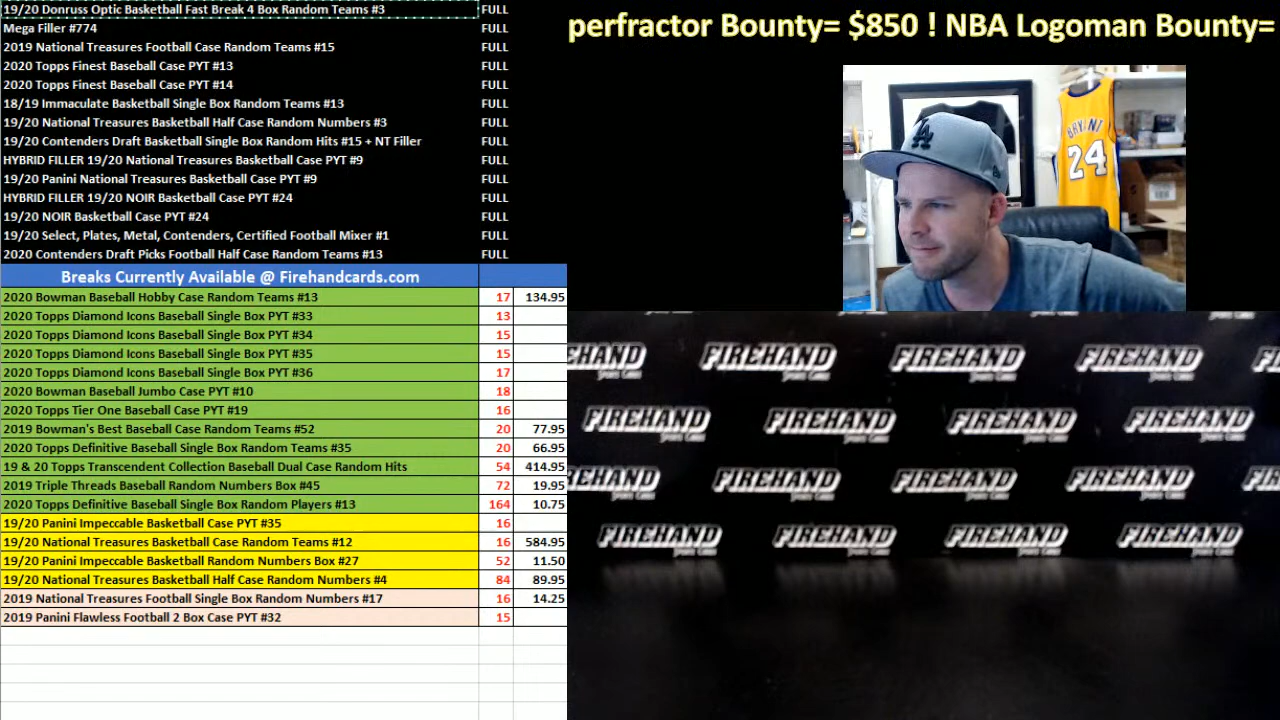 19/20 Donruss Optic Basketball Fast Break 4 Box Random Teams #3 FULL
Mega Filler #774 FULL
2019 National Treasures Football Case Random Teams #15 FULL
2020 Topps Finest Baseball Case PYT #13 FULL
2020 Topps Finest Baseball Case PYT #14 FULL
18/19 Immaculate Basketball Single Box Random Teams #13 FULL
19/20 National Treasures Basketball Half Case Random Numbers #3 FULL
19/20 Contenders Draft Basketball Single Box Random Hits #15 + NT Filler FULL
HYBRID FILLER 19/20 National Treasures Basketball Case PYT #9 FULL
19/20 Panini National Treasures Basketball PYT #9 FULL
HYBRID FILLER 19/20 NOIR Basketball Case PYT #24 FULL
19/20 NOIR Basketball Case PYT #24 FULL
19/20 Select, Plates, Metal, Contenders, Certified Football Mixer #1 FULL
2020 Contenders Draft Picks Football Half Case Random Teams #13 FULL
Breaks Currently Available @ Firehandcards.com
2020 Bowman Baseball Hobby Case Random Teams #13 17 134.95
2020 Topps Diamond Icons Baseball Single Box PYT #33 13
2020 Topps Diamond Icons Baseball Single Box PYT #34 15
2020 Topps Diamond Icons Baseball Single Box PYT #35 15
2020 Topps Diamond Icons Baseball Single Box PYT #36 17
2020 Bowman Baseball Jumbo Case PYT #10 18
2020 Topps Tier One Baseball Case PYT #19 16
2019 Bowman's Best Baseball Case Random Teams #52 20 77.95
2020 Topps Definitive Baseball Single Box Random Teams #35 20 66.95
19 & 20 Topps Transcendent Collection Baseball Dual Case Random Hits 54 414.95
2019 Triple Threads Baseball Random Numbers Box #45 72 19.95
2020 Topps Definitive Baseball Single Box Random Players #13 164 10.75
19/20 Panini Impeccable Basketball Case PYT #35 16
19/20 National Treasures Basketball Case Random Teams #12 16 584.95
19/20 Panini Impeccable Basketball Random Numbers Box #27 52 11.50
19/20 National Treasures Basketball Half Case Random Numbers #4 84 89.95
2019 National Treasures Football Single Box Random Numbers #17 16 14.25
2019 Panini Flawless Football 2 Box Case PYT #32 15
perfractor Bounty= $850 ! NBA Logoman Bounty=
LA
BRYANT
24
FIREHAND FIREHAND FIREHAND FIREHAND FI
FIREHAND FIREHAND FIREHAND FIREHAND
FIREHAND FIREHAND FIREHAND FIREHAND FI
FIREHAND FIREHAND FIREHAND FIREHAND